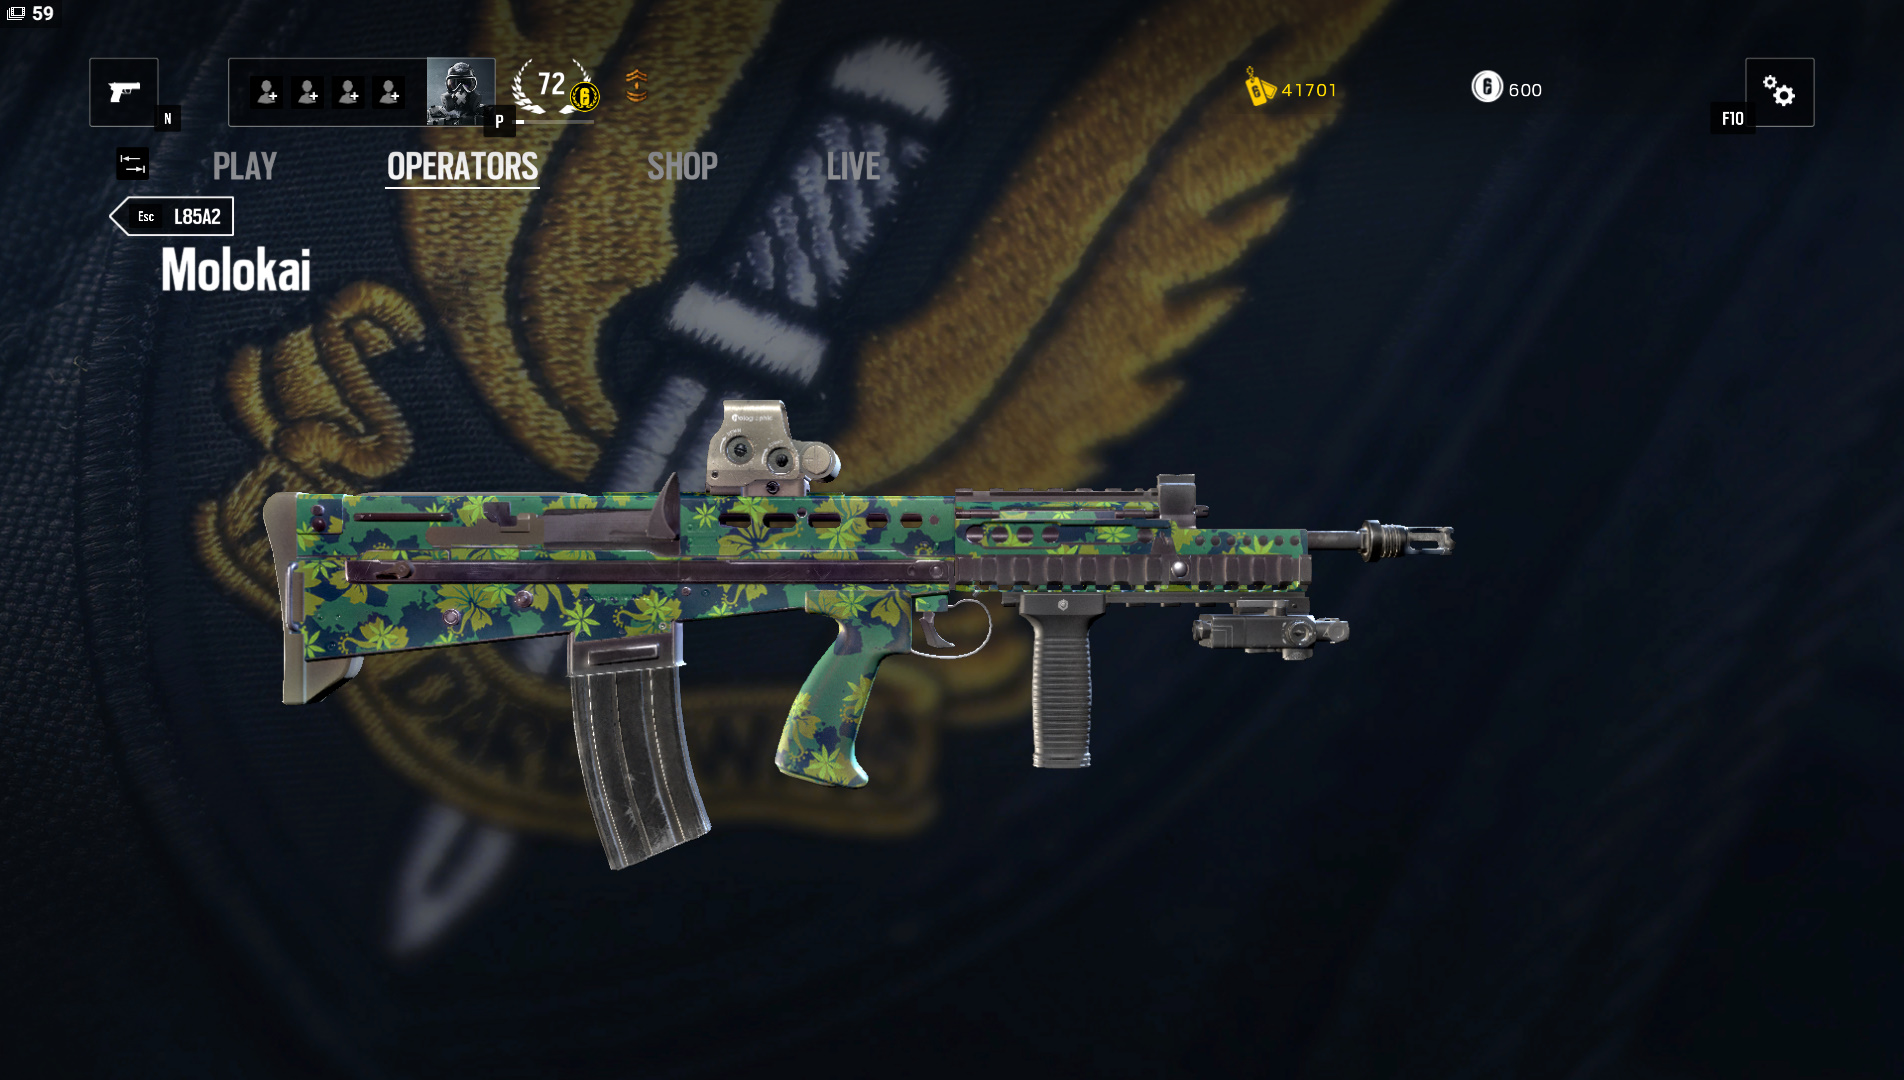 59
N
P
72
41701
600
F10
PLAY
OPERATORS
SHOP
LIVE
Esc L85A2
Molokai